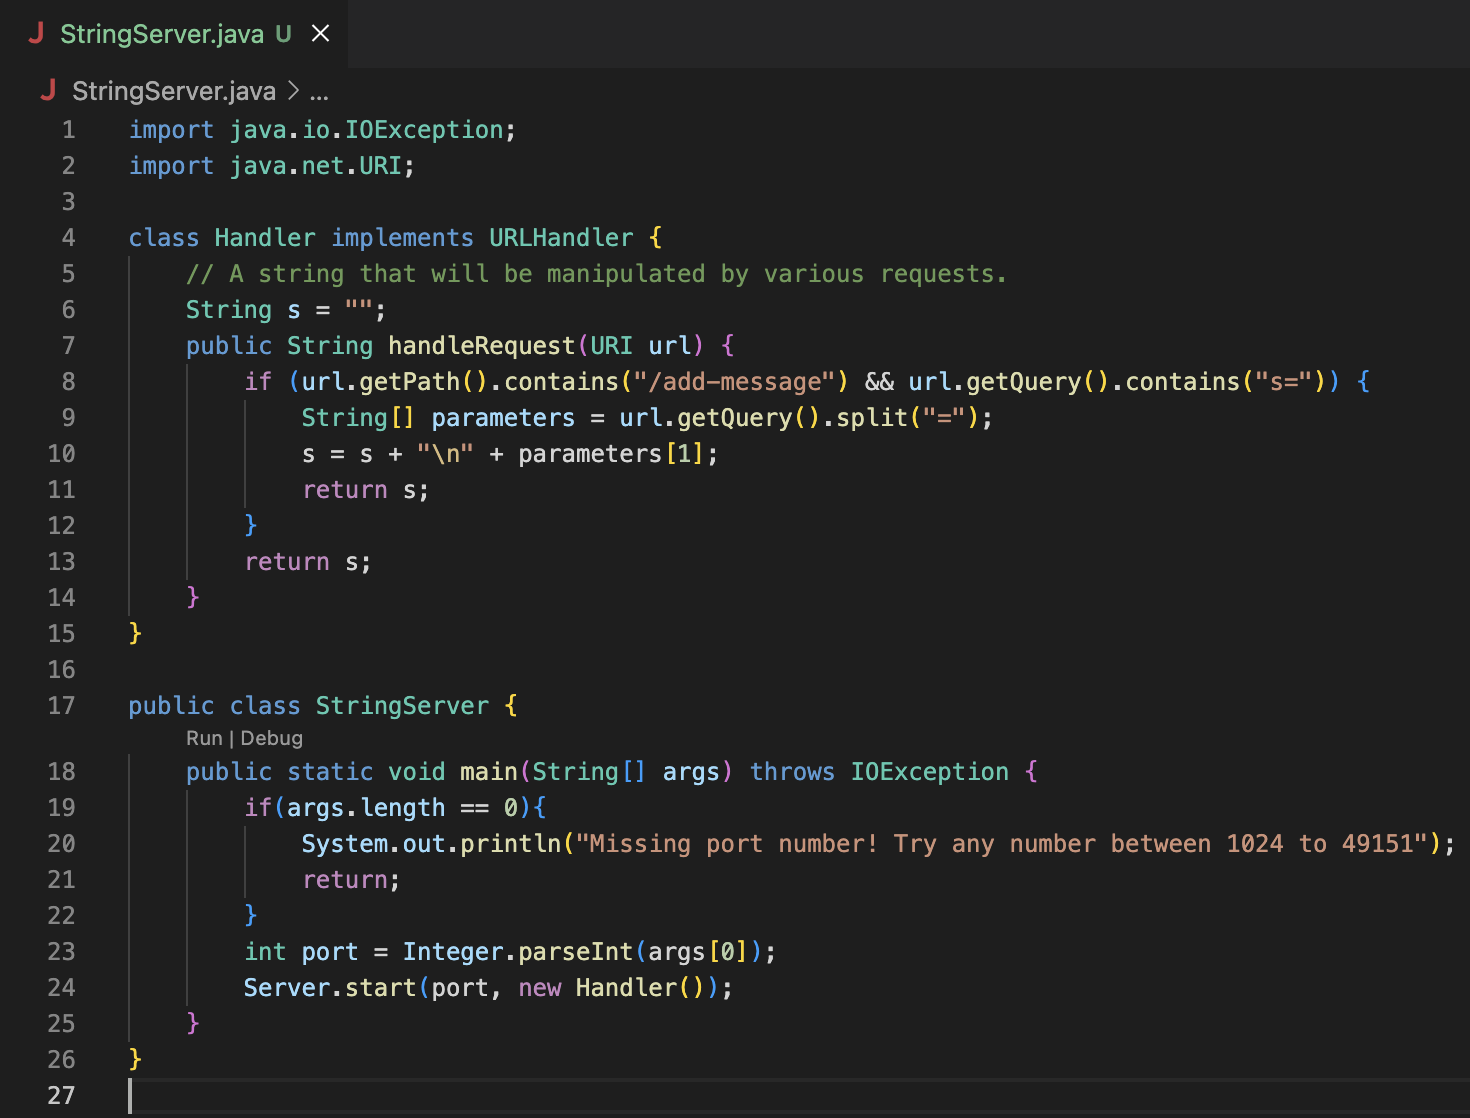 J StringServer.java U ×
J StringServer.java > ...
1 import java.io.IOException;
2 import java.net.URI;
3
4 class Handler implements URLHandler {
5     // A string that will be manipulated by various requests.
6     String s = "";
7     public String handleRequest(URI url) {
8         if (url.getPath().contains("/add-message") && url.getQuery().contains("s=")) {
9             String[] parameters = url.getQuery().split("=");
10             s = s + "\n" + parameters[1];
11             return s;
12         }
13         return s;
14     }
15 }
16
17 public class StringServer {
Run | Debug
18     public static void main(String[] args) throws IOException {
19         if(args.length == 0){
20             System.out.println("Missing port number! Try any number between 1024 to 49151");
21             return;
22         }
23         int port = Integer.parseInt(args[0]);
24         Server.start(port, new Handler());
25     }
26 }
27